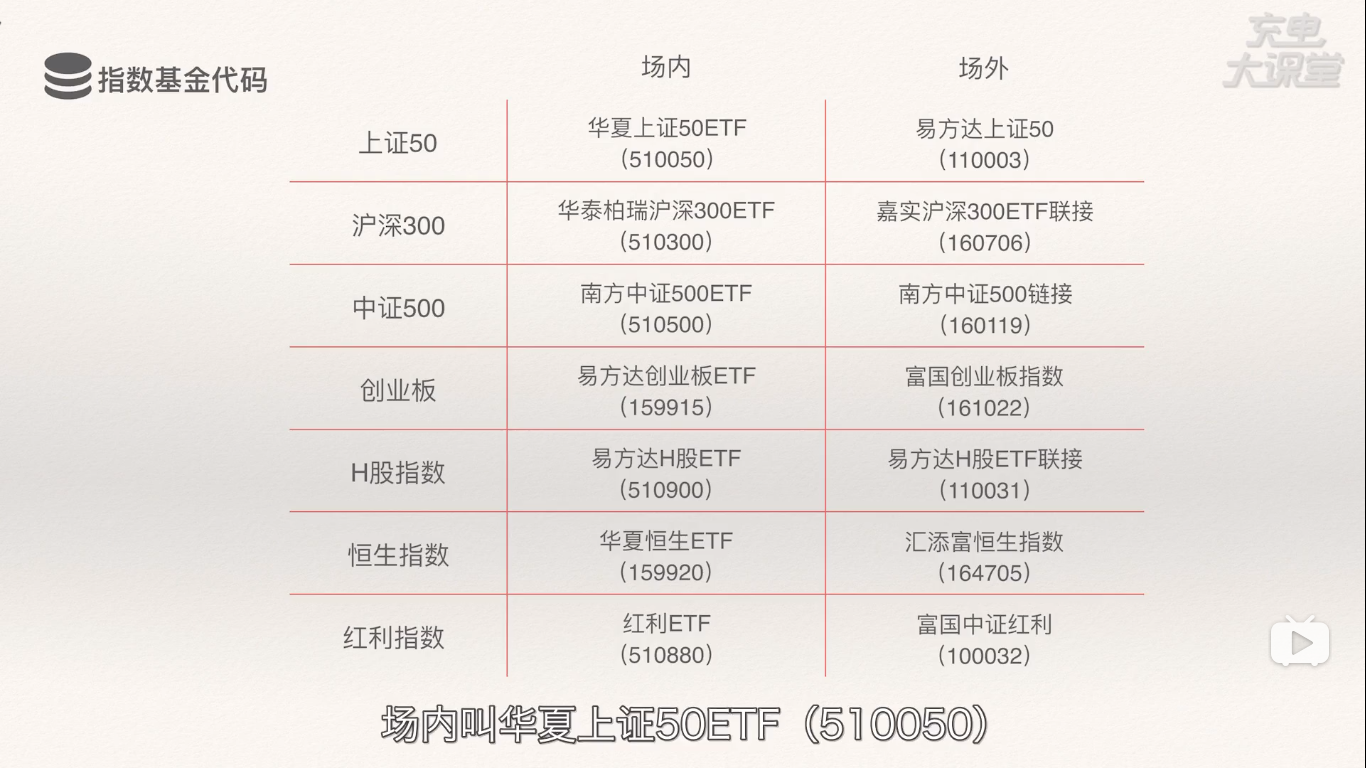 充电
大课堂
指数基金代码
场内
场外
上证50
华夏上证50ETF
（510050）
易方达上证50
（110003）
沪深300
华泰柏瑞沪深300ETF
（510300）
嘉实沪深300ETF联接
（160706）
中证500
南方中证500ETF
（510500）
南方中证500链接
（160119）
创业板
易方达创业板ETF
（159915）
富国创业板指数
（161022）
H股指数
易方达H股ETF
（510900）
易方达H股ETF联接
（110031）
恒生指数
华夏恒生ETF
（159920）
汇添富恒生指数
（164705）
红利指数
红利ETF
（510880）
富国中证红利
（100032）
场内叫华夏上证50ETF（510050）